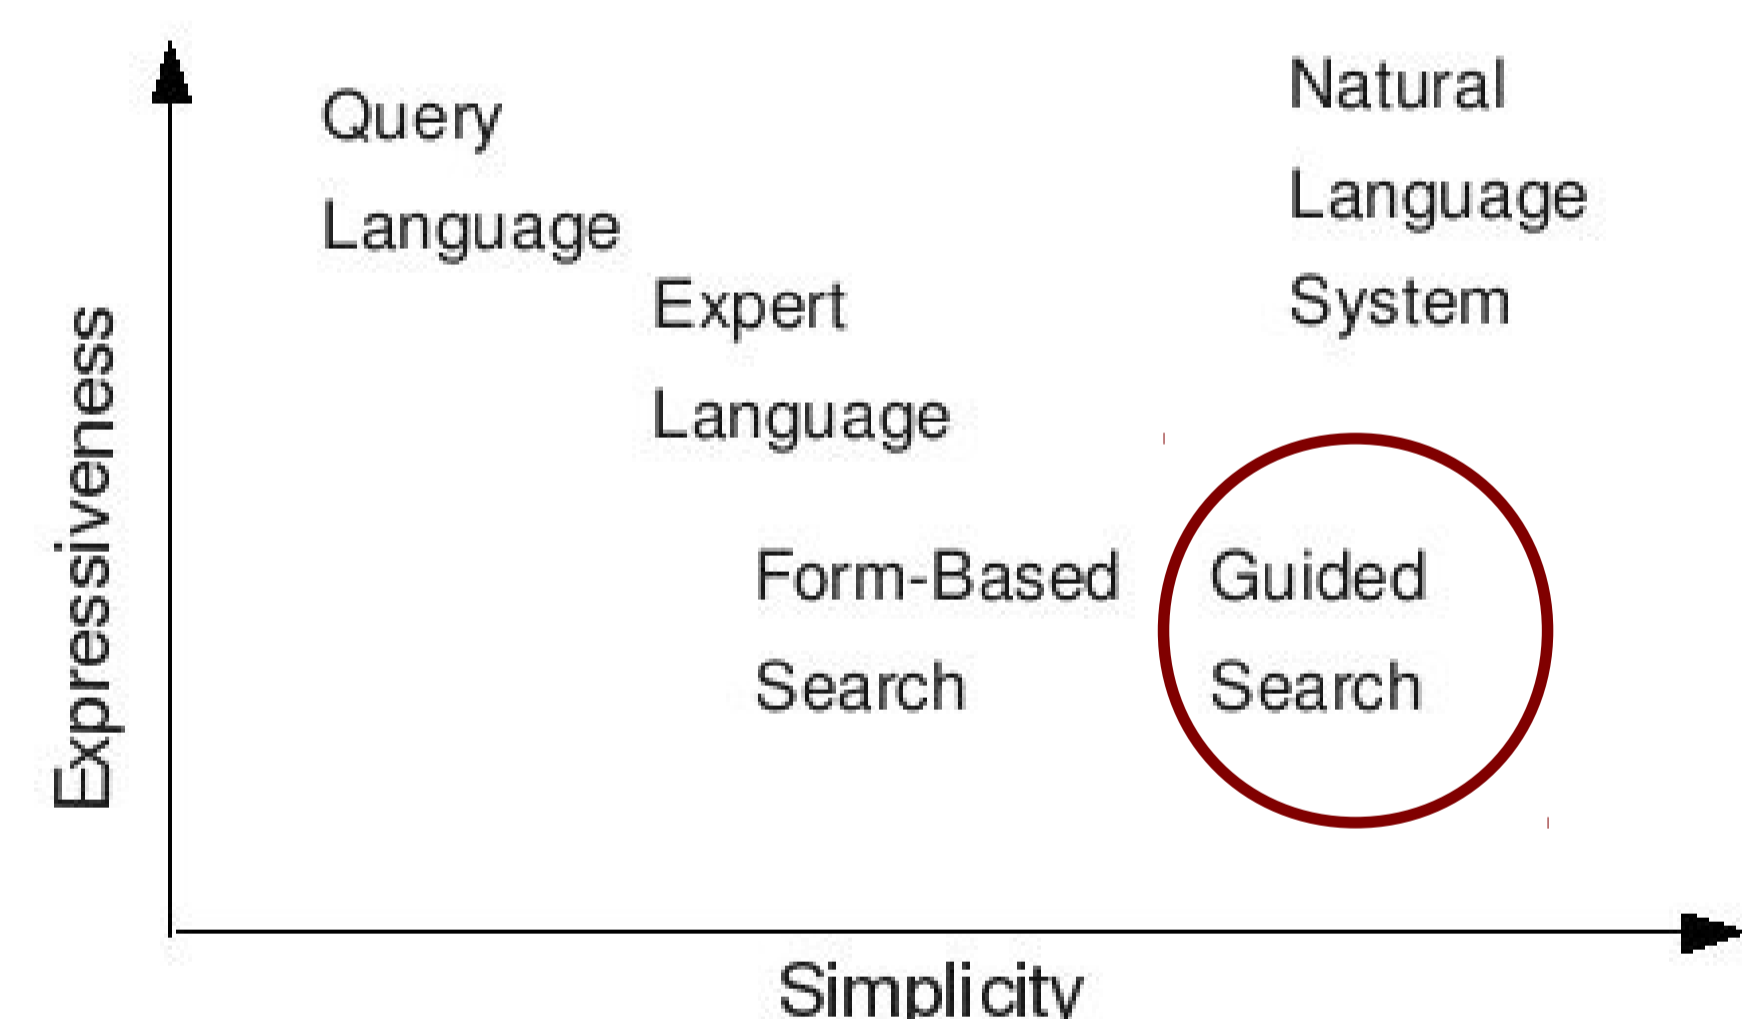 Query
Language
Natural
Language
System
Expert
Language
Form-Based
Search
Guided
Search
Expressiveness
Simplicity